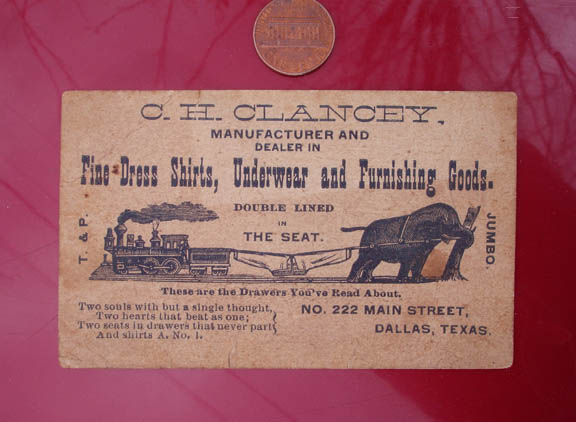 C. H. CLANCEY,
MANUFACTURER AND
DEALER IN
Fine Dress Shirts, Underwear and Furnishing Goods.
DOUBLE LINED
IN
THE SEAT.
T. & P.
JUMBO.
These are the Drawers You've Read About.
Two souls with but a single thought,
Two hearts that beat as one;
Two seats in drawers that never part
And shirts A. No. 1.
NO. 222 MAIN STREET,
DALLAS, TEXAS.